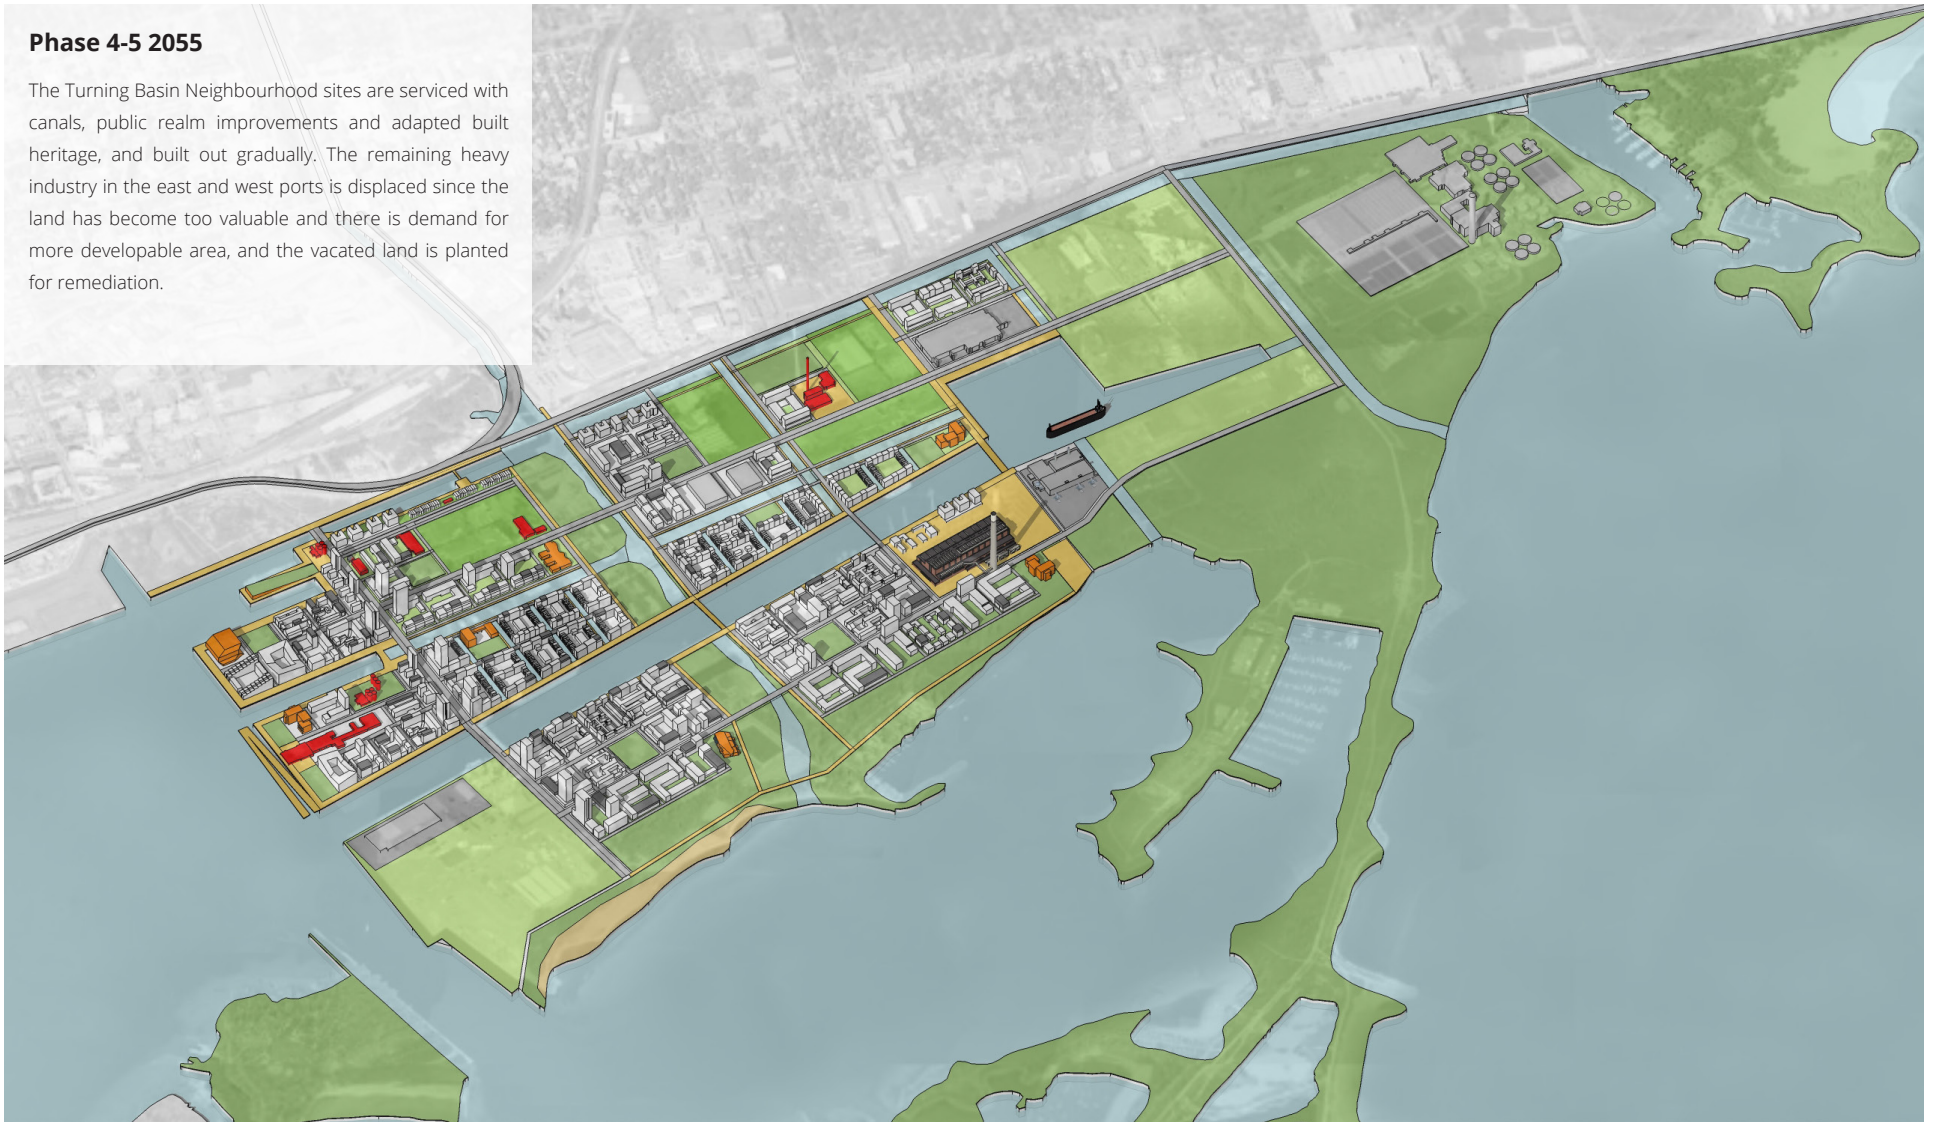 Phase 4-5 2055
The Turning Basin Neighbourhood sites are serviced with
canals, public realm improvements and adapted built
heritage, and built out gradually. The remaining heavy
industry in the east and west ports is displaced since the
land has become too valuable and there is demand for
more developable area, and the vacated land is planted
for remediation.